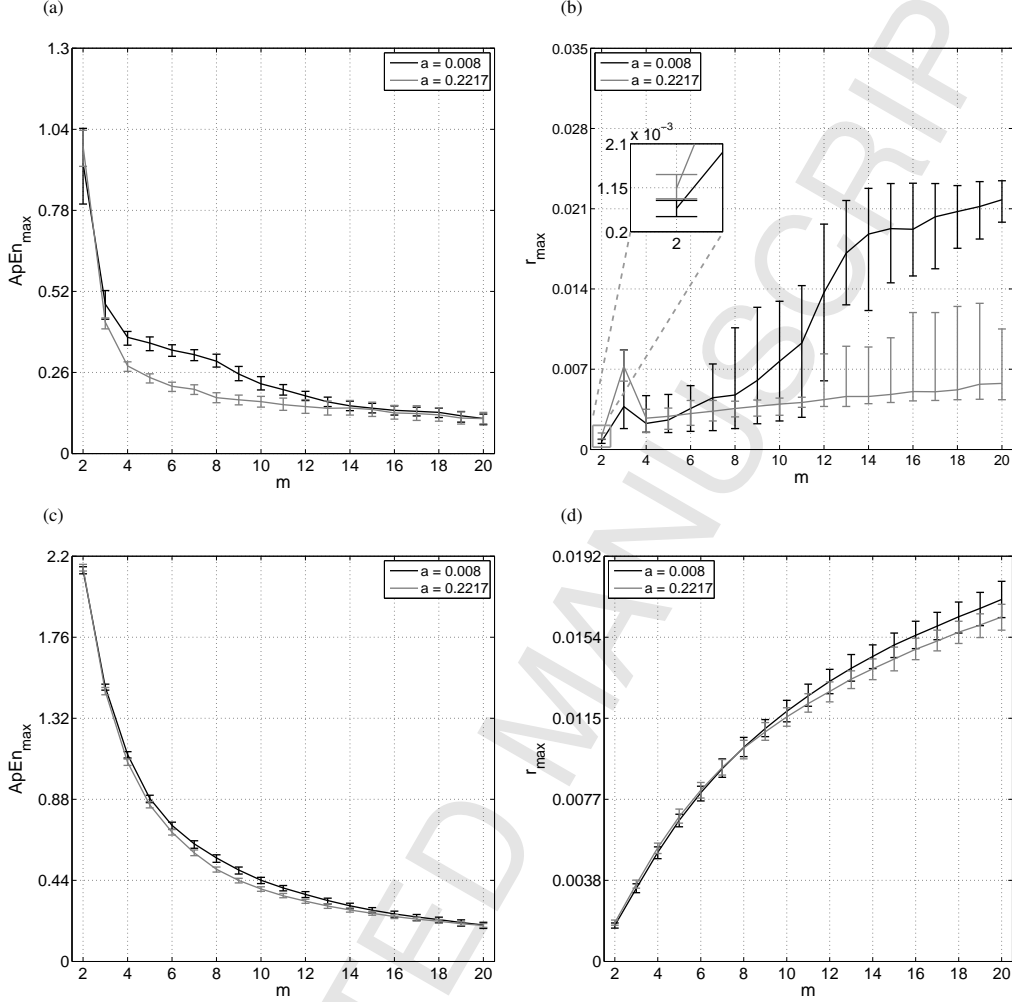 (a)
1.3
1.04
0.78
0.52
0.26
0
ApEn_max
2 4 6 8 10 12 14 16 18 20
m
a = 0.008
a = 0.2217
(b)
0.035
0.028
0.021
0.014
0.007
0
r_max
2 4 6 8 10 12 14 16 18 20
m
a = 0.008
a = 0.2217
x 10^−3
2.1
1.15
0.2
2
(c)
2.2
1.76
1.32
0.88
0.44
0
ApEn_max
2 4 6 8 10 12 14 16 18 20
m
a = 0.008
a = 0.2217
(d)
0.0192
0.0154
0.0115
0.0077
0.0038
0
r_max
2 4 6 8 10 12 14 16 18 20
m
a = 0.008
a = 0.2217
TED MANUSCRIP